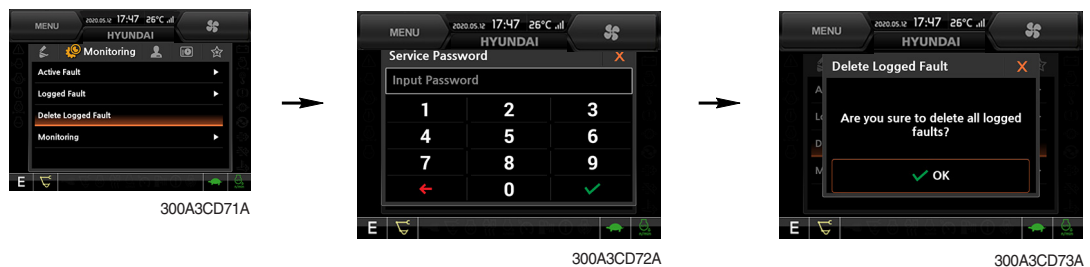 MENU
2020.05.12 17:47 26°C .ıl
HYUNDAI
Monitoring
Active Fault
Logged Fault
Delete Logged Fault
Monitoring
E
300A3CD71A
MENU
2020.05.12 17:47 26°C .ıl
HYUNDAI
Service Password X
Input Password
1 2 3
4 5 6
7 8 9
0
E
300A3CD72A
MENU
2020.05.12 17:47 26°C .ıl
HYUNDAI
Delete Logged Fault X
Are you sure to delete all logged
faults?
OK
E
300A3CD73A